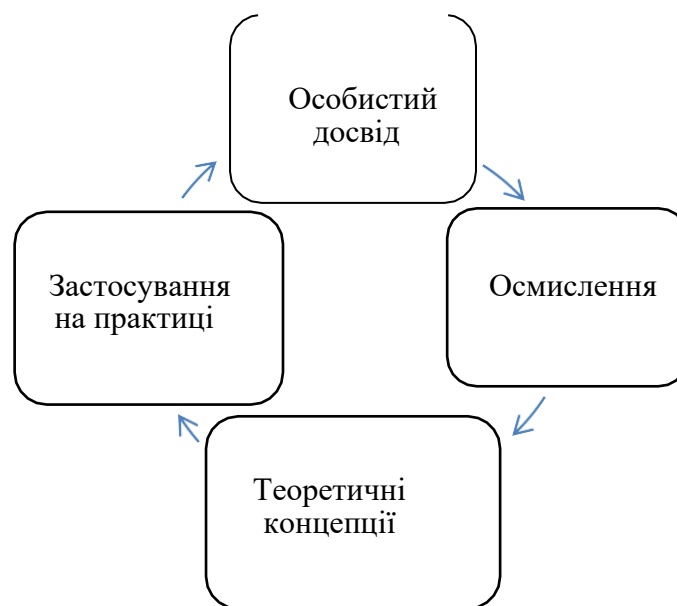 Особистий
досвід
Осмислення
Теоретичні
концепції
Застосування
на практиці